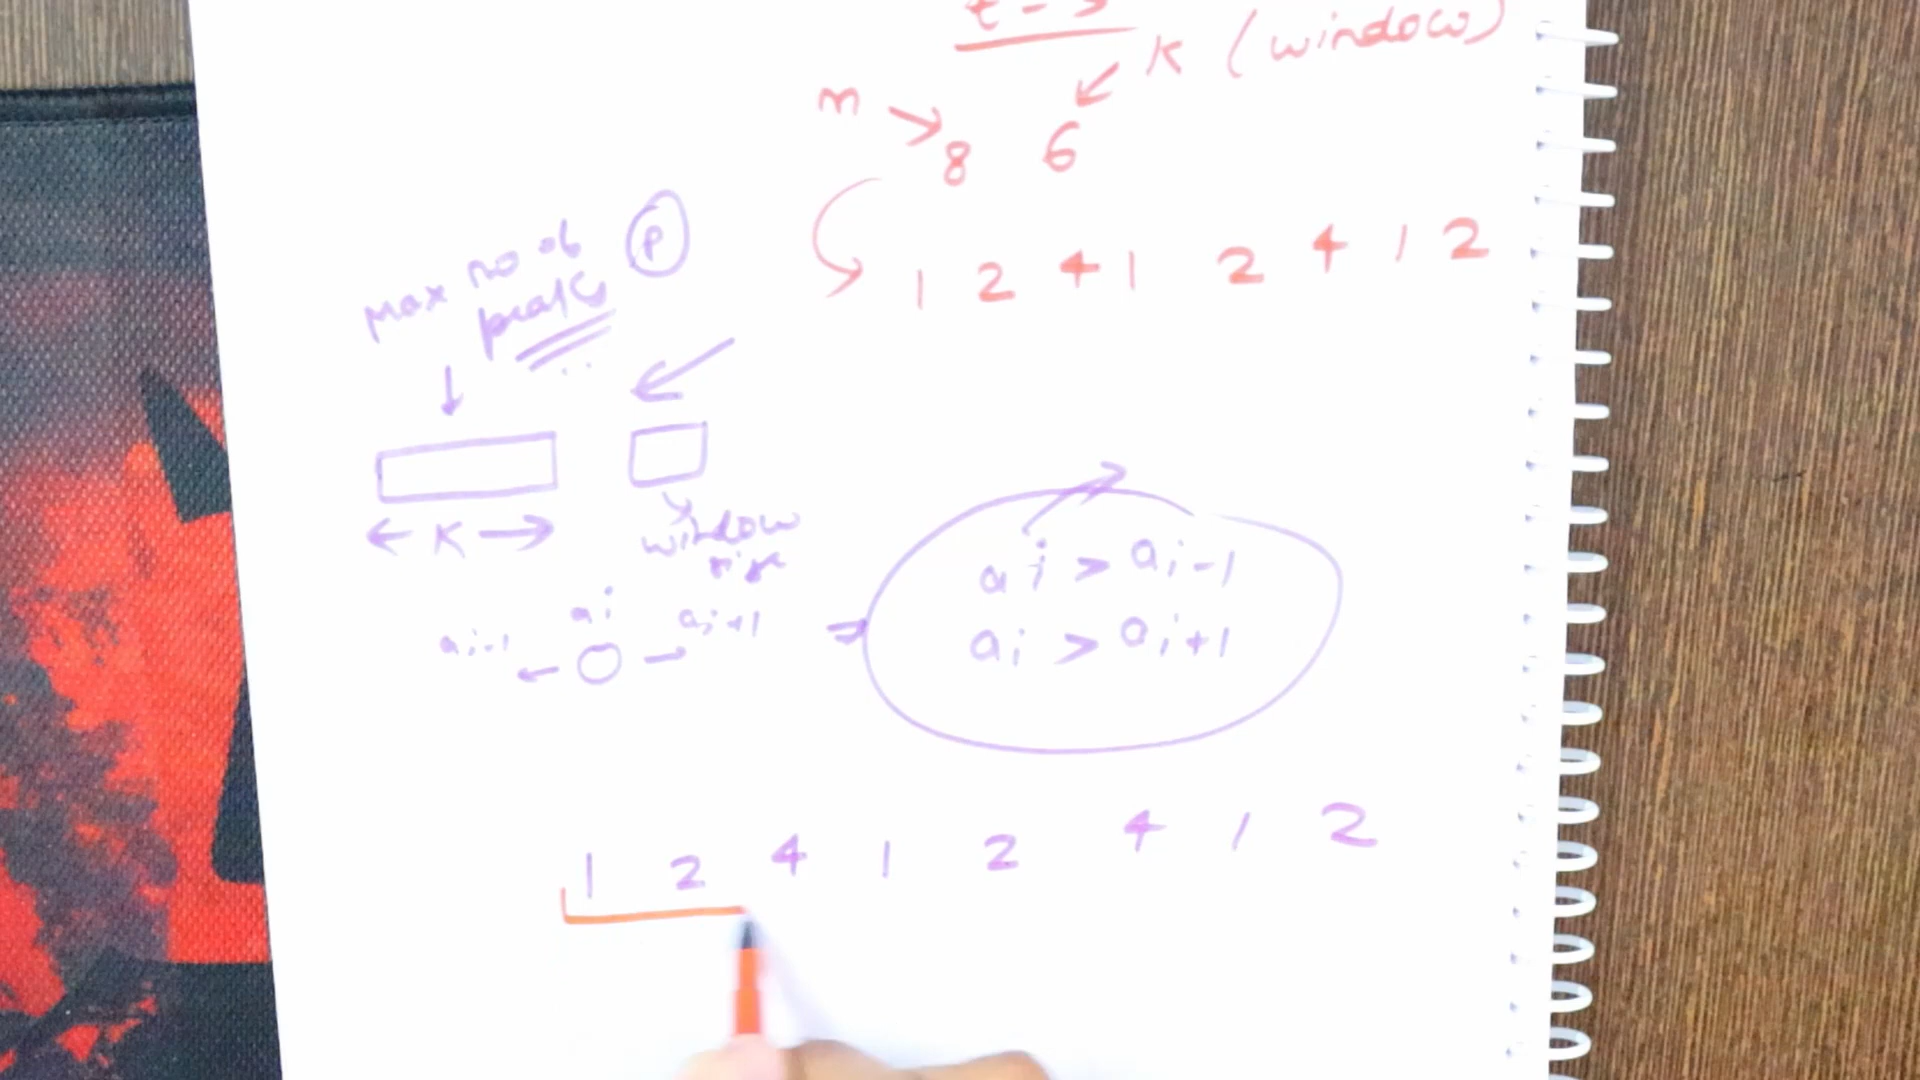 K (window)
n → 8 6
1 2 4 1 2 4 1 2
max no of P
peaks
← K → window
size
ai > ai-1
ai-1 ai ai+1 ⇒
ai > ai+1
1 2 4 1 2 4 1 2